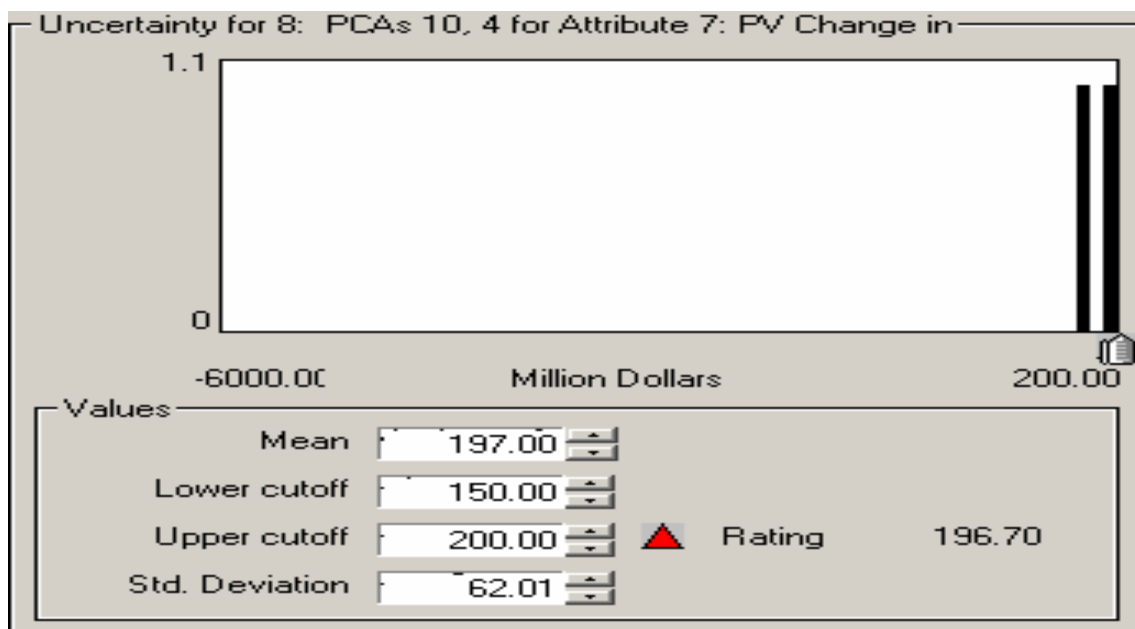 Uncertainty for 8: PCAs 10, 4 for Attribute 7: PV Change in
1.1
0
-6000.00 Million Dollars 200.00
Values
Mean 197.00
Lower cutoff 150.00
Upper cutoff 200.00 Rating 196.70
Std. Deviation 62.01